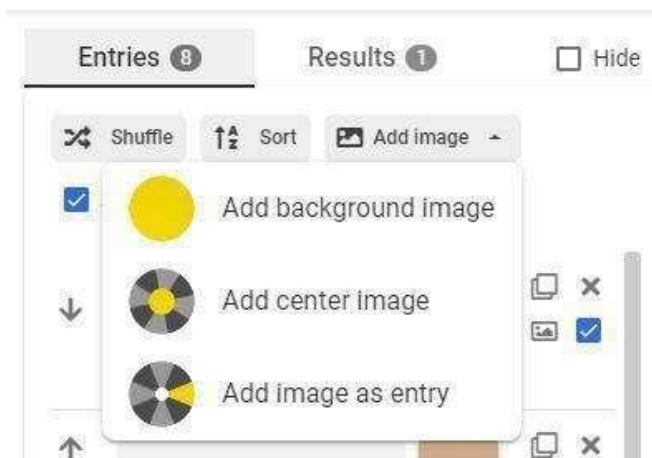 Entries 8 Results 1 Hide
Shuffle Sort Add image
Add background image
Add center image
Add image as entry